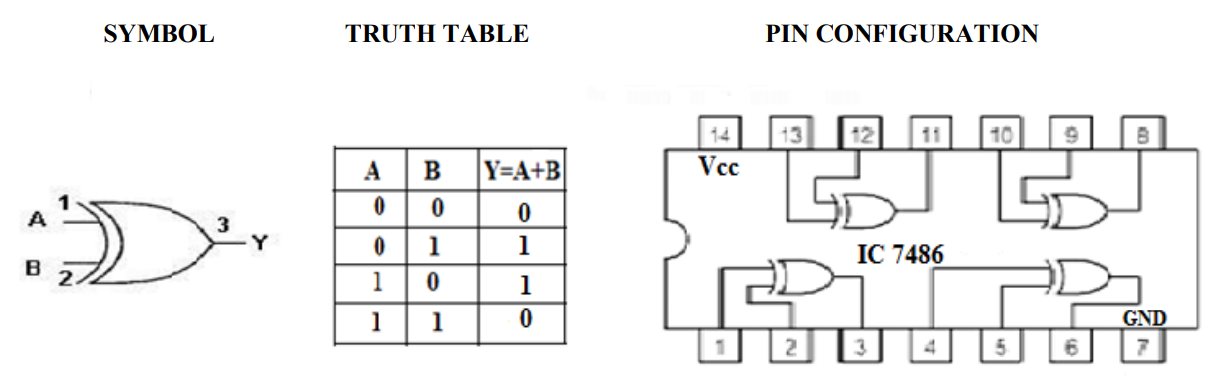 SYMBOL TRUTH TABLE PIN CONFIGURATION
A 1
B 2
3 Y
A B Y=A+B
0 0 0
0 1 1
1 0 1
1 1 0
14 13 12 11 10 9 8
Vcc
IC 7486
GND
1 2 3 4 5 6 7